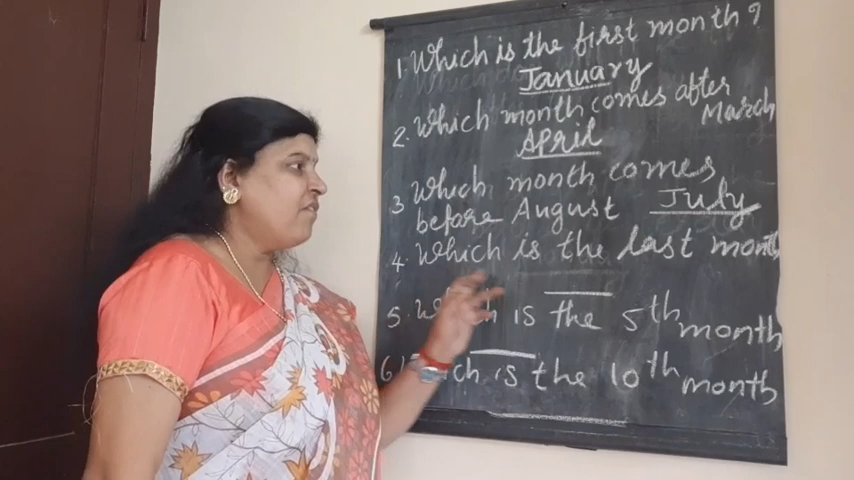 1. Which is the first month?
January
2. Which month comes after
March
April
3 Which month comes
before August July
4 Which is the last month
5. is the 5th month
6 is the 10th month